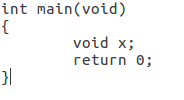 int main(void)
{
        void x;
        return 0;
}